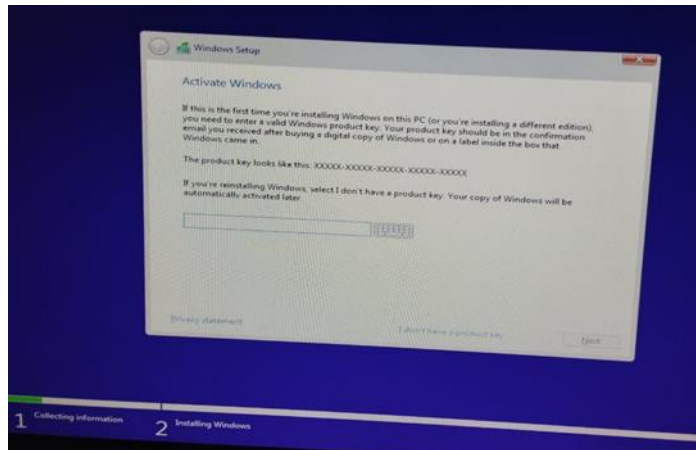 Windows Setup
Activate Windows
If this is the first time you're installing Windows on this PC (or you're installing a different edition),
you need to enter a valid Windows product key. Your product key should be in the confirmation
email you received after buying a digital copy of Windows or on a label inside the box that
Windows came in.
The product key looks like this: XXXXX-XXXXX-XXXXX-XXXXX-XXXXX
If you're reinstalling Windows, select I don't have a product key. Your copy of Windows will be
automatically activated later.
Privacy statement
I don't have a product key
Next
1 Collecting information
2 Installing Windows